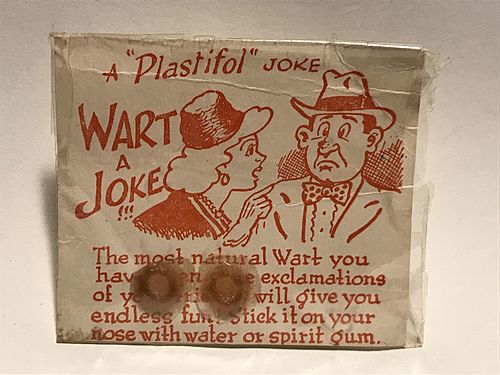 A "Plastifol" JOKE
WART
A
JOKE
!!!
The most natural Wart you
exclamations
of will give you
endless fun! Stick it on your
nose with water or spirit gum.